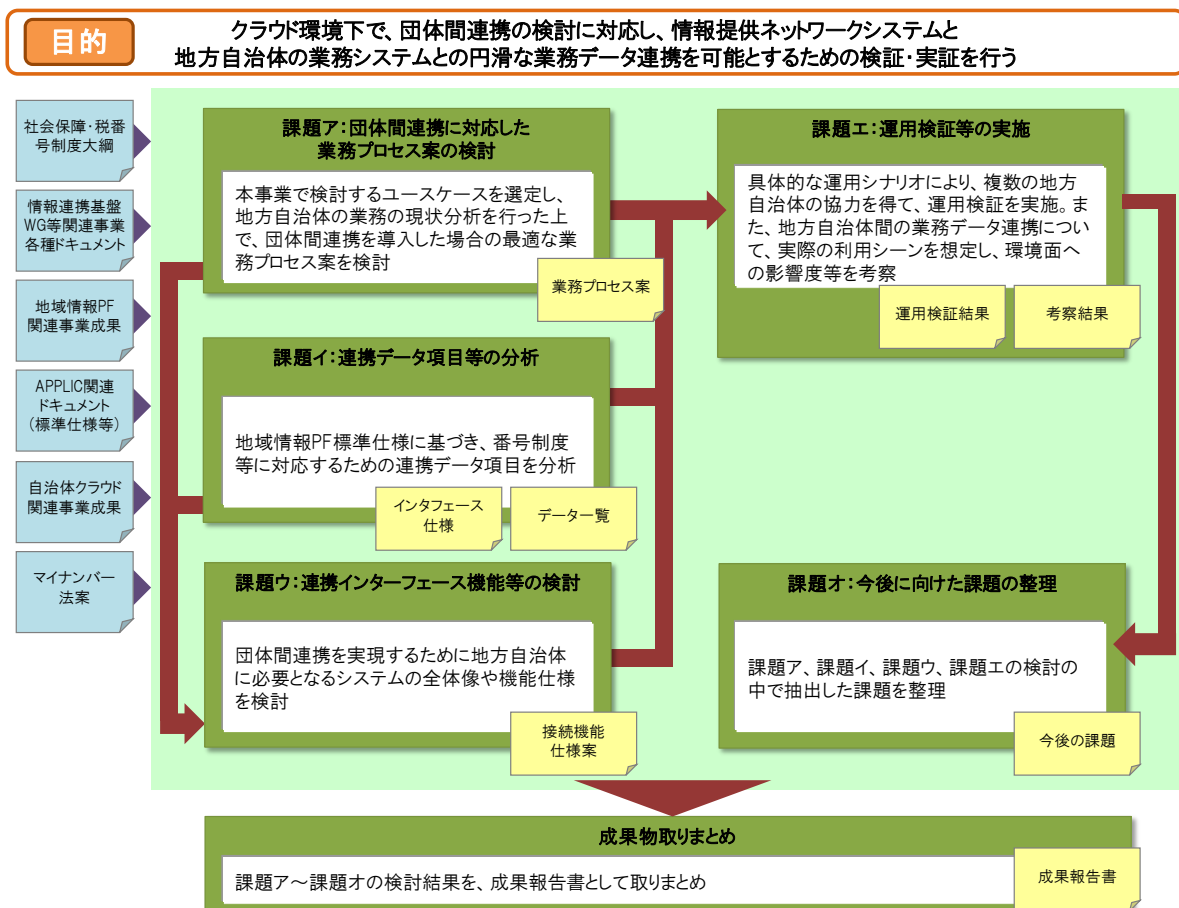 目的
クラウド環境下で、団体間連携の検討に対応し、情報提供ネットワークシステムと
地方自治体の業務システムとの円滑な業務データ連携を可能とするための検証・実証を行う
社会保障・税番
号制度大綱
情報連携基盤
WG等関連事業
各種ドキュメント
地域情報PF
関連事業成果
APPLIC関連
ドキュメント
(標準仕様等)
自治体クラウド
関連事業成果
マイナンバー
法案
課題ア:団体間連携に対応した
業務プロセス案の検討
本事業で検討するユースケースを選定し、
地方自治体の業務の現状分析を行った上
で、団体間連携を導入した場合の最適な業
務プロセス案を検討
業務プロセス案
課題イ:連携データ項目等の分析
地域情報PF標準仕様に基づき、番号制度
等に対応するための連携データ項目を分析
インタフェース
仕様
データ一覧
課題ウ:連携インターフェース機能等の検討
団体間連携を実現するために地方自治体
に必要となるシステムの全体像や機能仕様
を検討
接続機能
仕様案
課題エ:運用検証等の実施
具体的な運用シナリオにより、複数の地方
自治体の協力を得て、運用検証を実施。ま
た、地方自治体間の業務データ連携につい
て、実際の利用シーンを想定し、環境面へ
の影響度等を考察
運用検証結果
考察結果
課題オ:今後に向けた課題の整理
課題ア、課題イ、課題ウ、課題エの検討の
中で抽出した課題を整理
今後の課題
成果物取りまとめ
課題ア~課題オの検討結果を、成果報告書として取りまとめ
成果報告書